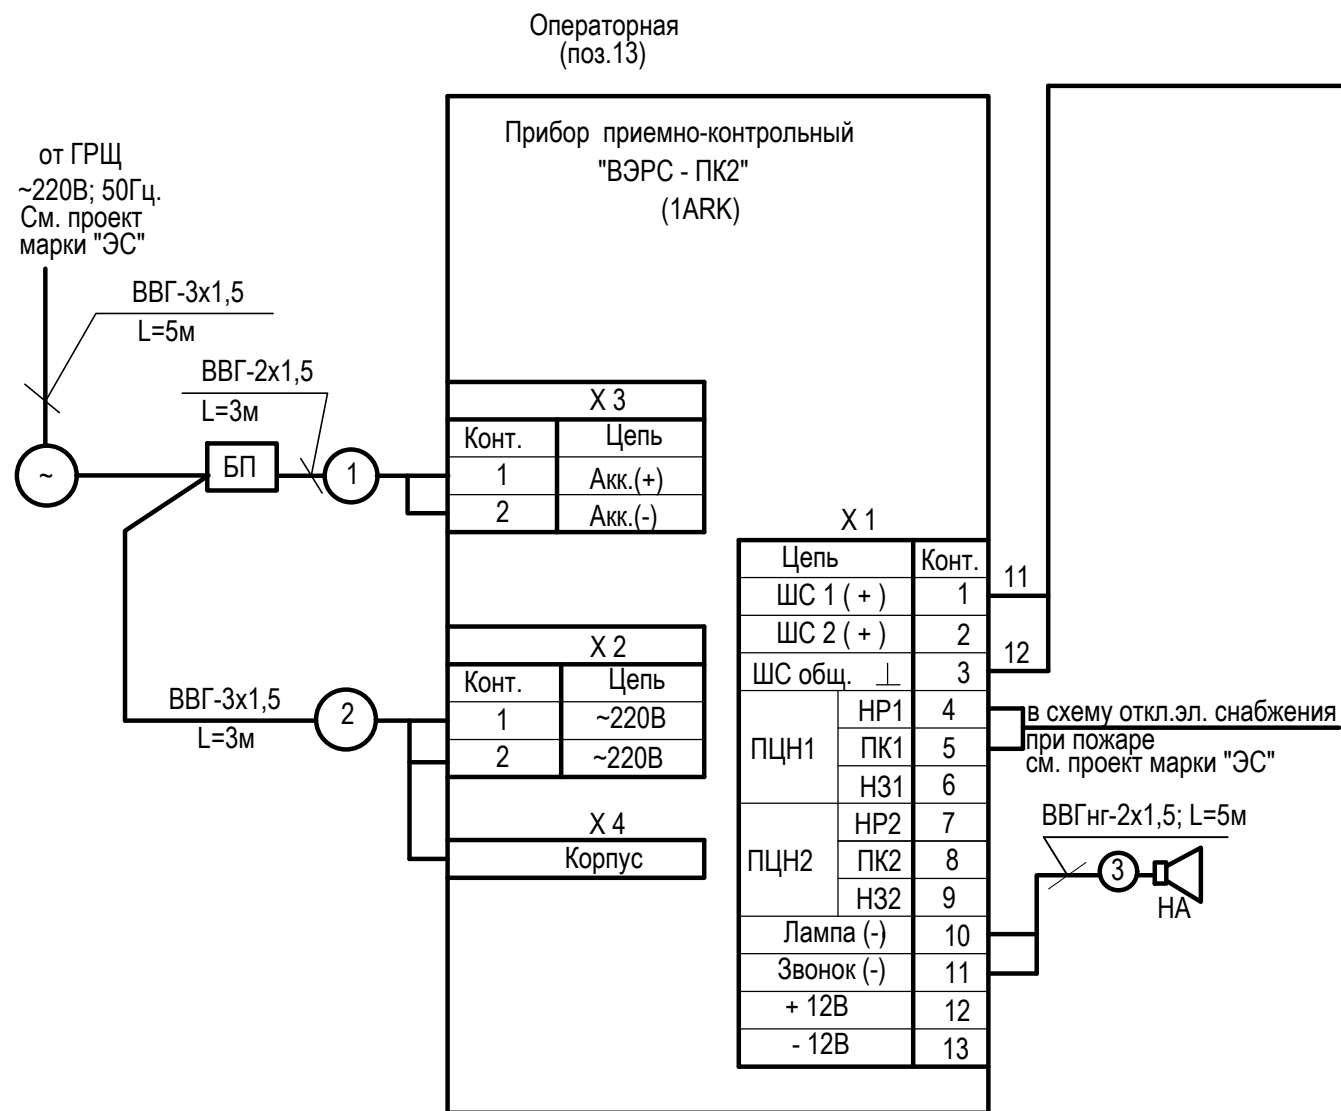 Операторная
(поз.13)
Прибор приемно-контрольный
"ВЭРС - ПК2"
(1ARK)
от ГРЩ
~220В; 50Гц.
См. проект
марки "ЭС"
ВВГ-3х1,5
L=5м
ВВГ-2х1,5
L=3м
~
БП
1
X 3
Конт. Цепь
1 Акк.(+)
2 Акк.(-)
ВВГ-3х1,5
L=3м
2
X 2
Конт. Цепь
1 ~220В
2 ~220В
X 4
Корпус
X 1
Цепь Конт.
ШС 1 ( + ) 1
ШС 2 ( + ) 2
ШС общ. ⊥ 3
ПЦН1
НР1 4
ПК1 5
НЗ1 6
ПЦН2
НР2 7
ПК2 8
НЗ2 9
Лампа (-) 10
Звонок (-) 11
+ 12В 12
- 12В 13
11
12
в схему откл.эл. снабжения
при пожаре
см. проект марки "ЭС"
ВВГнг-2х1,5; L=5м
3
НА